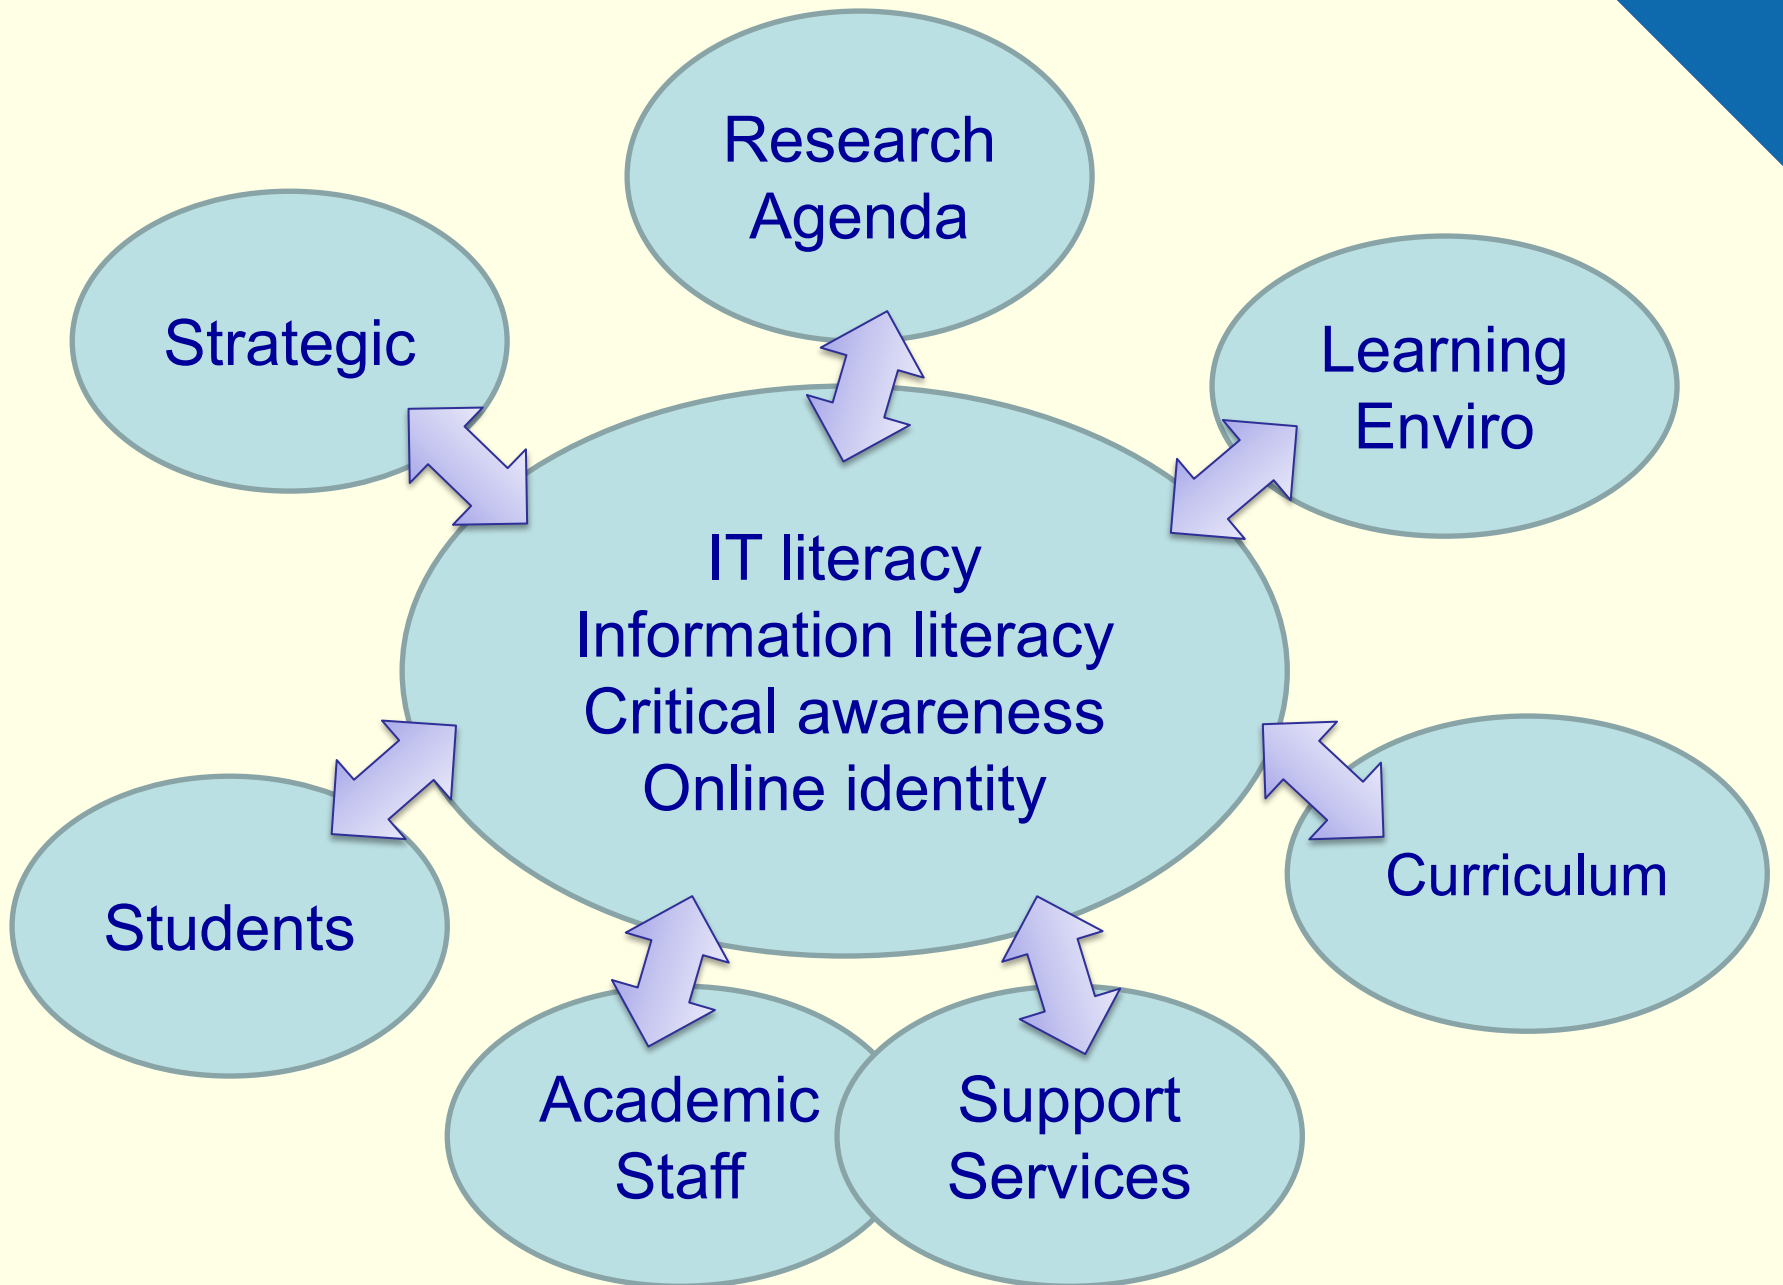 Research
Agenda
Strategic
Learning
Enviro
IT literacy
Information literacy
Critical awareness
Online identity
Curriculum
Students
Academic
Staff
Support
Services